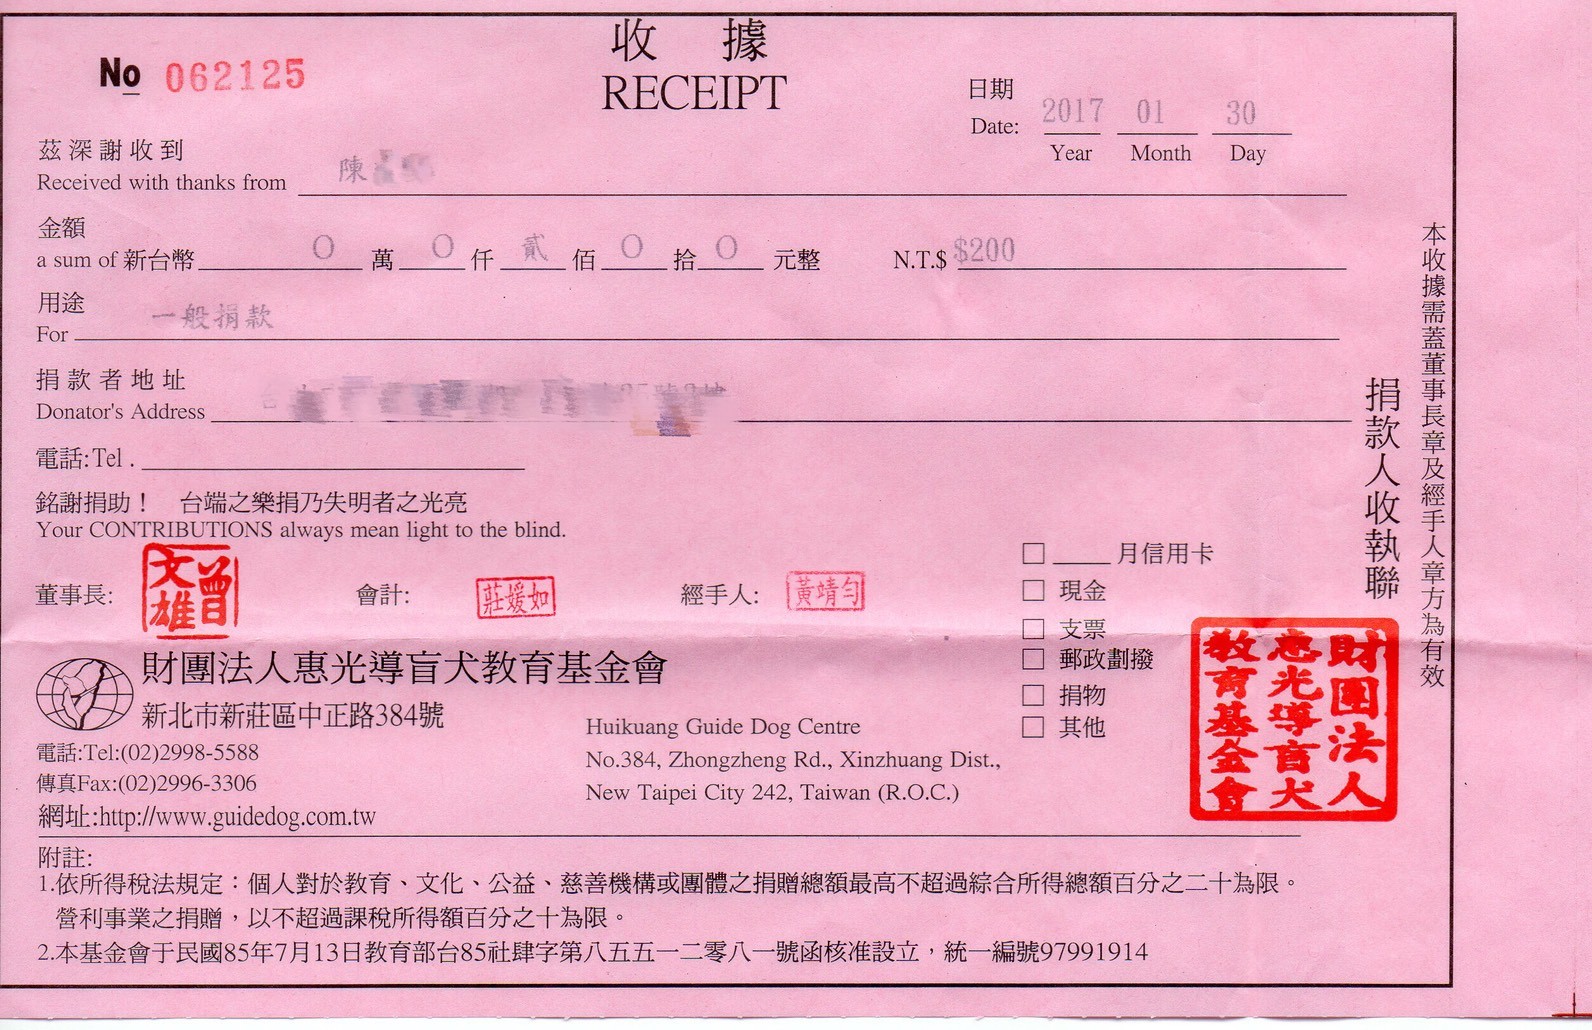 收 據
RECEIPT
No 062125
日期
Date: 2017 01 30
Year Month Day
茲深謝收到
Received with thanks from 陳
金額
a sum of 新台幣 0 萬 0 仟 貳 佰 0 拾 0 元整 N.T.$ $200
用途
For 一般捐款
捐款者地址
Donator's Address
電話:Tel .
銘謝捐助！ 台端之樂捐乃失明者之光亮
Your CONTRIBUTIONS always mean light to the blind.
董事長: 曾文雄 會計: 莊媛如 經手人: 黃靖勻
□ ____月信用卡
□ 現金
□ 支票
□ 郵政劃撥
□ 捐物
□ 其他
財團法人惠光導盲犬教育基金會
新北市新莊區中正路384號
電話:Tel:(02)2998-5588
傳真Fax:(02)2996-3306
網址:http://www.guidedog.com.tw
Huikuang Guide Dog Centre
No.384, Zhongzheng Rd., Xinzhuang Dist.,
New Taipei City 242, Taiwan (R.O.C.)
財團法人
惠光導盲犬
教育基金會
捐款人收執聯
本收據需蓋董事長章及經手人章方為有效
附註:
1.依所得稅法規定：個人對於教育、文化、公益、慈善機構或團體之捐贈總額最高不超過綜合所得總額百分之二十為限。
營利事業之捐贈，以不超過課稅所得額百分之十為限。
2.本基金會于民國85年7月13日教育部台85社肆字第八五五一二零八一號函核准設立，統一編號97991914